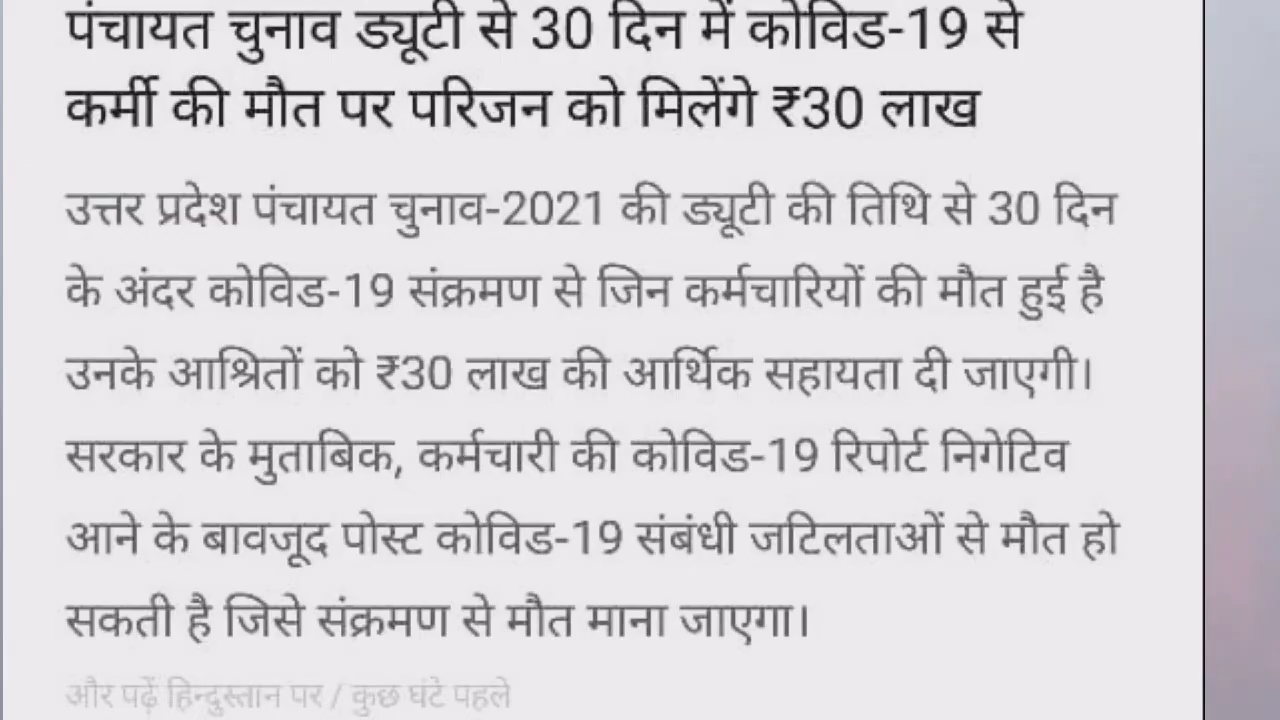 पंचायत चुनाव ड्यूटी से 30 दिन में कोविड-19 से
कर्मी की मौत पर परिजन को मिलेंगे ₹30 लाख
उत्तर प्रदेश पंचायत चुनाव-2021 की ड्यूटी की तिथि से 30 दिन
के अंदर कोविड-19 संक्रमण से जिन कर्मचारियों की मौत हुई है
उनके आश्रितों को ₹30 लाख की आर्थिक सहायता दी जाएगी।
सरकार के मुताबिक, कर्मचारी की कोविड-19 रिपोर्ट निगेटिव
आने के बावजूद पोस्ट कोविड-19 संबंधी जटिलताओं से मौत हो
सकती है जिसे संक्रमण से मौत माना जाएगा।
और पढ़ें हिन्दुस्तान पर / कुछ घंटे पहले